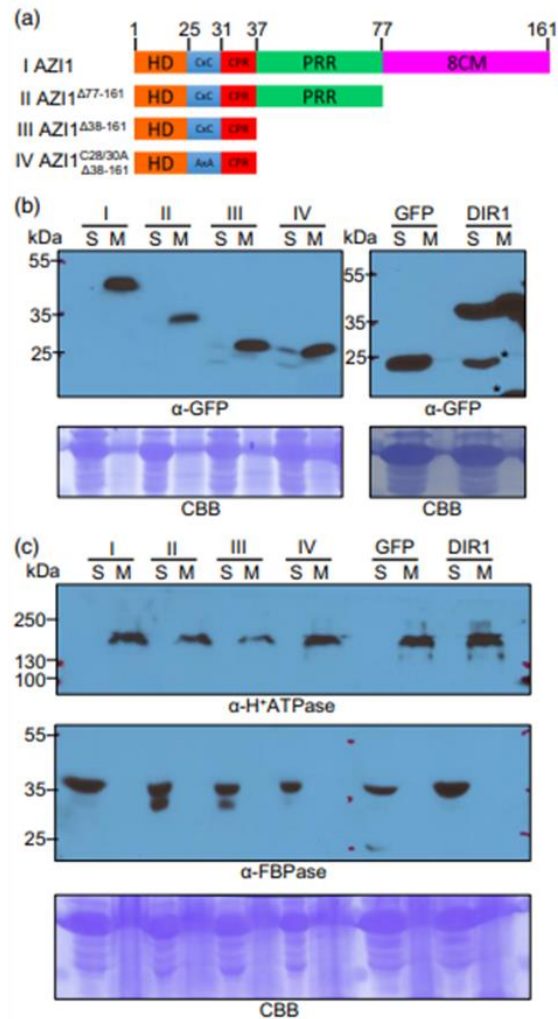 (a)
1 25 31 37 77 161
I AZI1 HD CxC CPR PRR 8CM
II AZI1Δ77-161 HD CxC CPR PRR
III AZI1Δ38-161 HD CxC CPR
IV AZI1C28/30A Δ38-161 HD AxA CPR
(b)
I II III IV GFP DIR1
kDa S M S M S M S M kDa S M S M
55 55
35 35
25 25
* *
α-GFP α-GFP
CBB CBB
(c)
I II III IV GFP DIR1
kDa S M S M S M S M S M S M
250
130
100
α-H+ATPase
55
35
25
α-FBPase
CBB